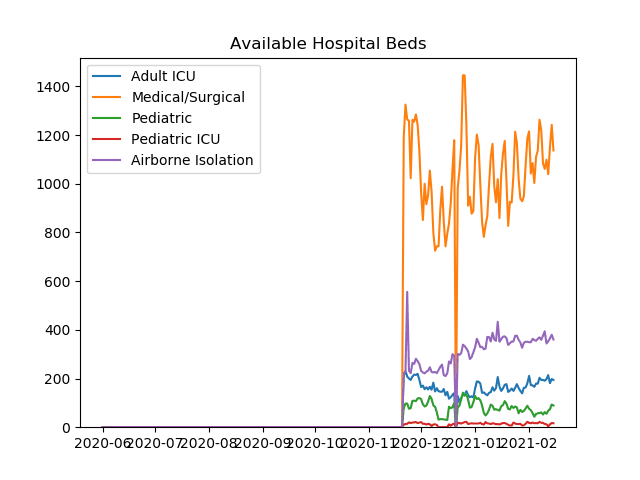 Available Hospital Beds
Adult ICU
Medical/Surgical
Pediatric
Pediatric ICU
Airborne Isolation
1400
1200
1000
800
600
400
200
0
2020-06 2020-07 2020-08 2020-09 2020-10 2020-11 2020-12 2021-01 2021-02